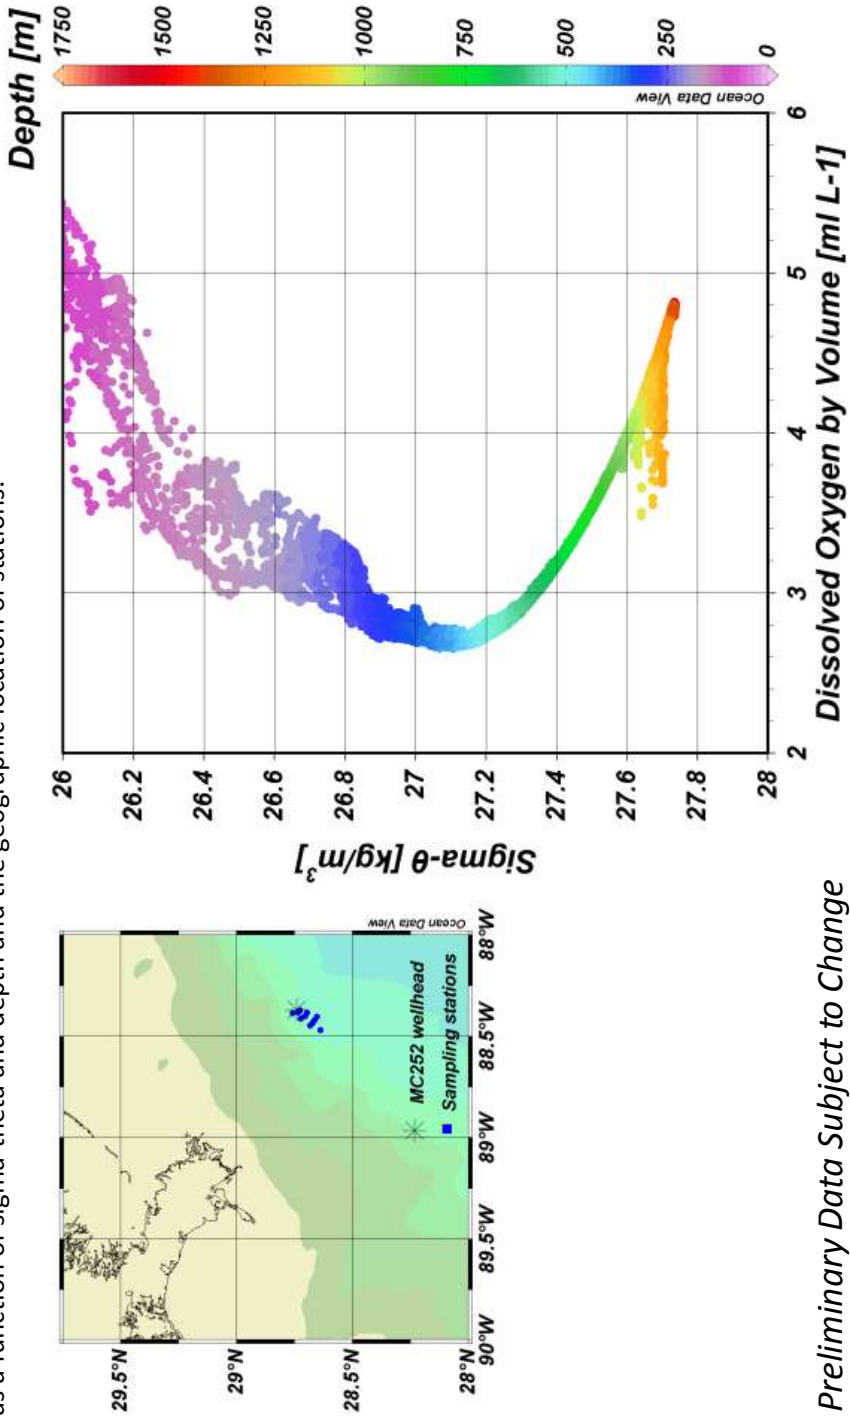 as a function of sigma-theta and depth and the geographic location of stations.
29.5°N
29°N
28.5°N
28°N
90°W
89.5°W
89°W
88.5°W
88°W
MC252 wellhead
Sampling stations
Ocean Data View
Sigma-θ [kg/m³]
26
26.2
26.4
26.6
26.8
27
27.2
27.4
27.6
27.8
28
2
3
4
5
6
Dissolved Oxygen by Volume [ml L-1]
Depth [m]
1750
1500
1250
1000
750
500
250
0
Ocean Data View
Preliminary Data Subject to Change